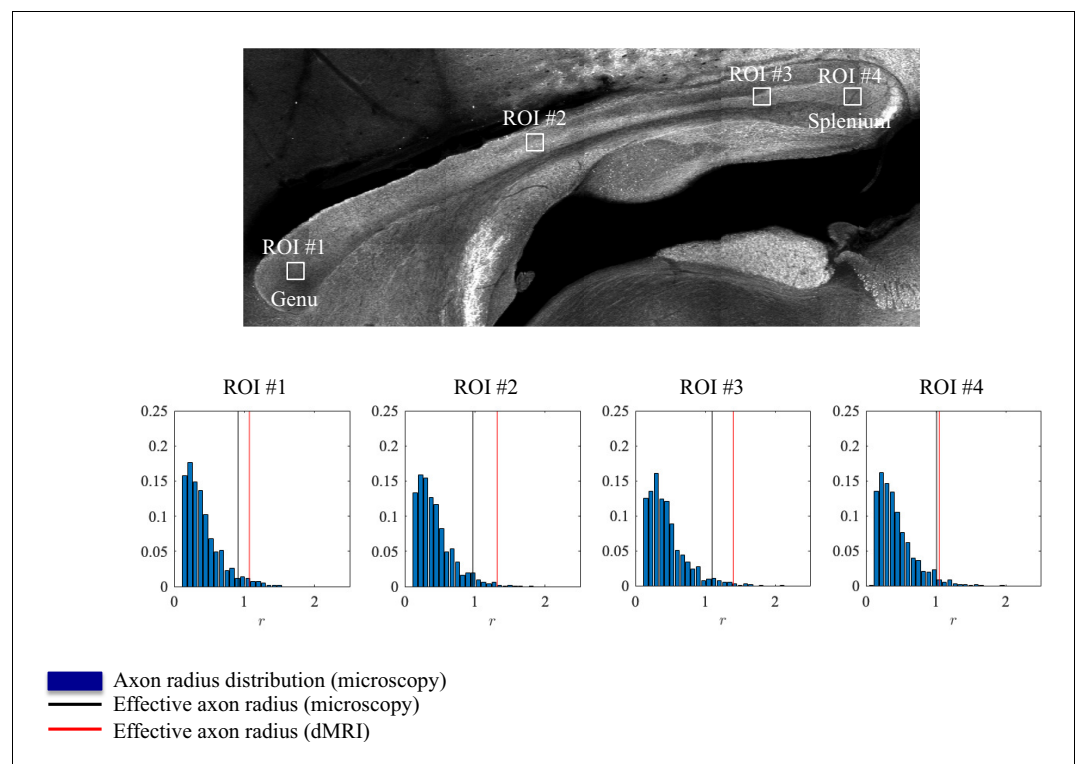 ROI #3 ROI #4
ROI #2
Splenium
ROI #1
Genu
ROI #1 ROI #2 ROI #3 ROI #4
0.25 0.25 0.25 0.25
0.2 0.2 0.2 0.2
0.15 0.15 0.15 0.15
0.1 0.1 0.1 0.1
0.05 0.05 0.05 0.05
0 0 0 0
0 1 2 0 1 2 0 1 2 0 1 2
r r r r
Axon radius distribution (microscopy)
Effective axon radius (microscopy)
Effective axon radius (dMRI)